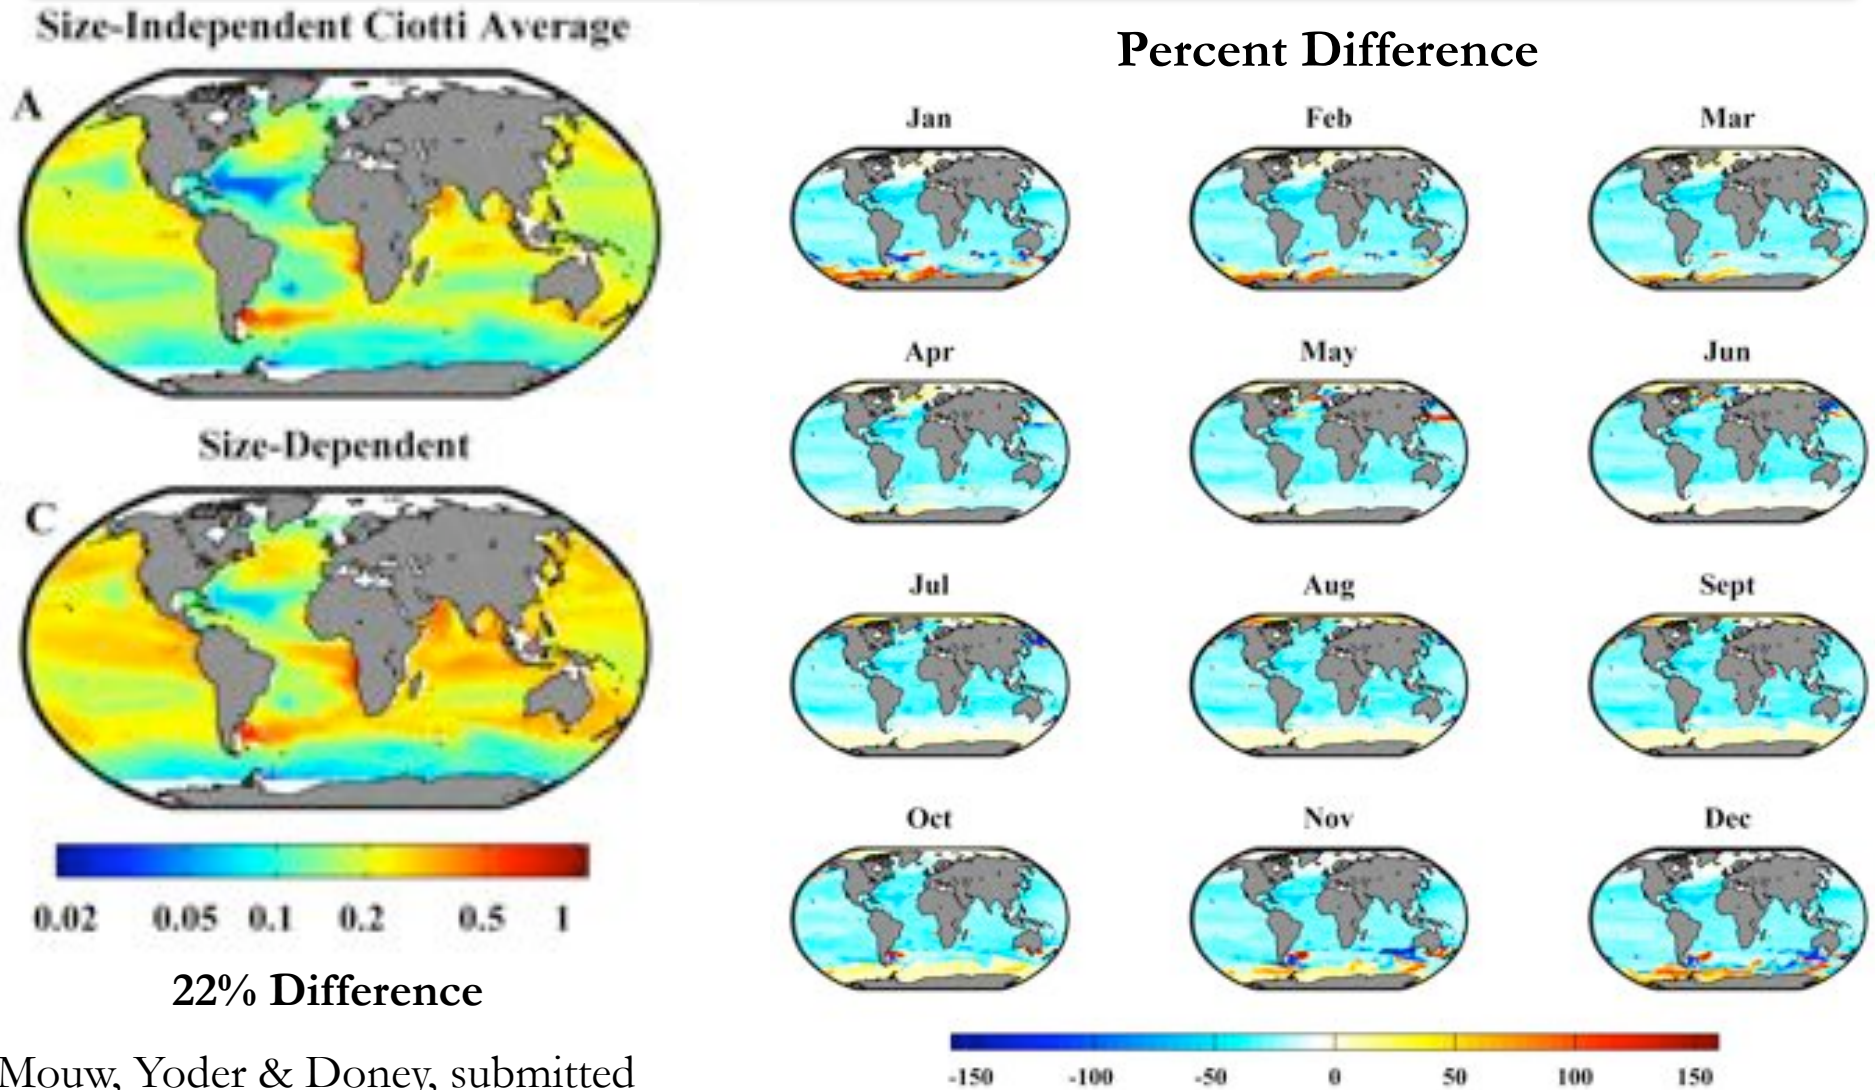 Size-Independent Ciotti Average
A
Size-Dependent
C
0.02 0.05 0.1 0.2 0.5 1
22% Difference
Mouw, Yoder & Doney, submitted
Percent Difference
Jan Feb Mar
Apr May Jun
Jul Aug Sept
Oct Nov Dec
-150 -100 -50 0 50 100 150